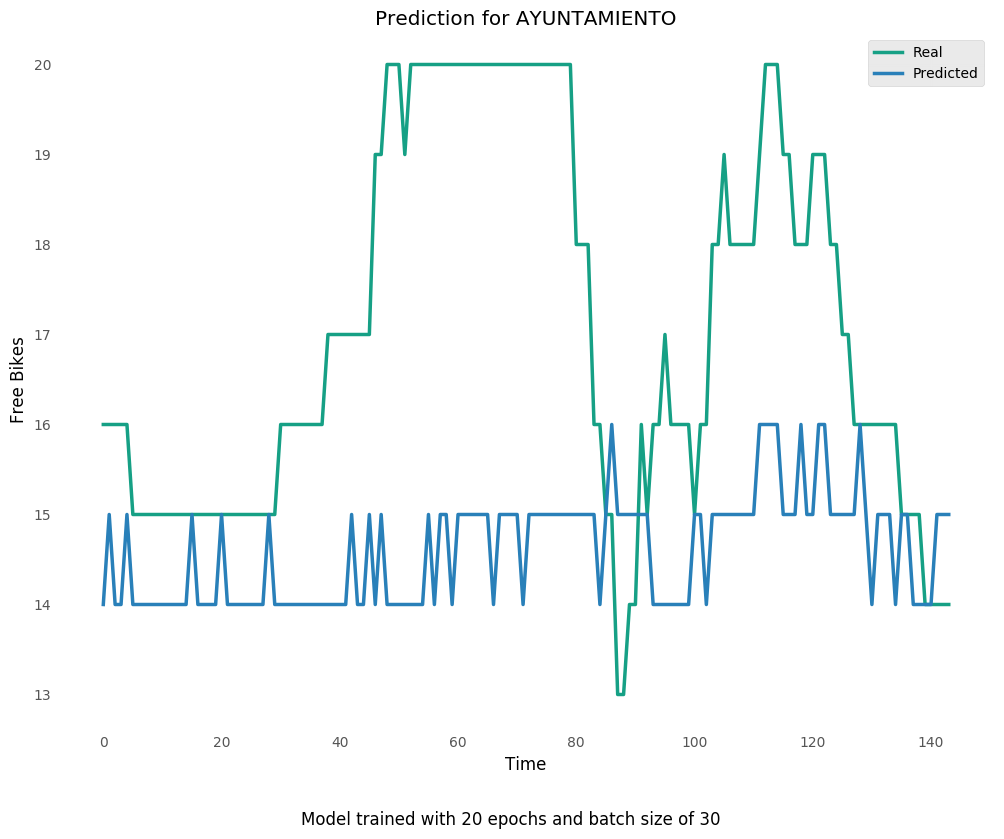 Prediction for AYUNTAMIENTO
Real
Predicted
20
19
18
17
16
15
14
13
Free Bikes
0 20 40 60 80 100 120 140
Time
Model trained with 20 epochs and batch size of 30